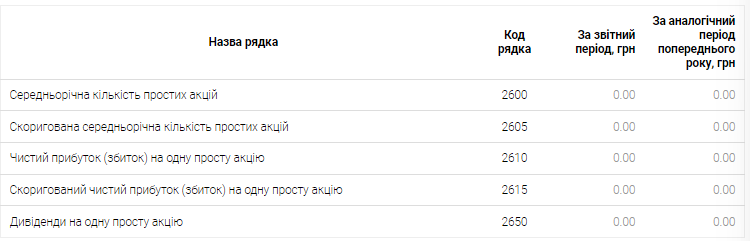 Назва рядка Код рядка За звітний період, грн За аналогічний період попереднього року, грн
Середньорічна кількість простих акцій 2600 0.00 0.00
Скоригована середньорічна кількість простих акцій 2605 0.00 0.00
Чистий прибуток (збиток) на одну просту акцію 2610 0.00 0.00
Скоригований чистий прибуток (збиток) на одну просту акцію 2615 0.00 0.00
Дивіденди на одну просту акцію 2650 0.00 0.00